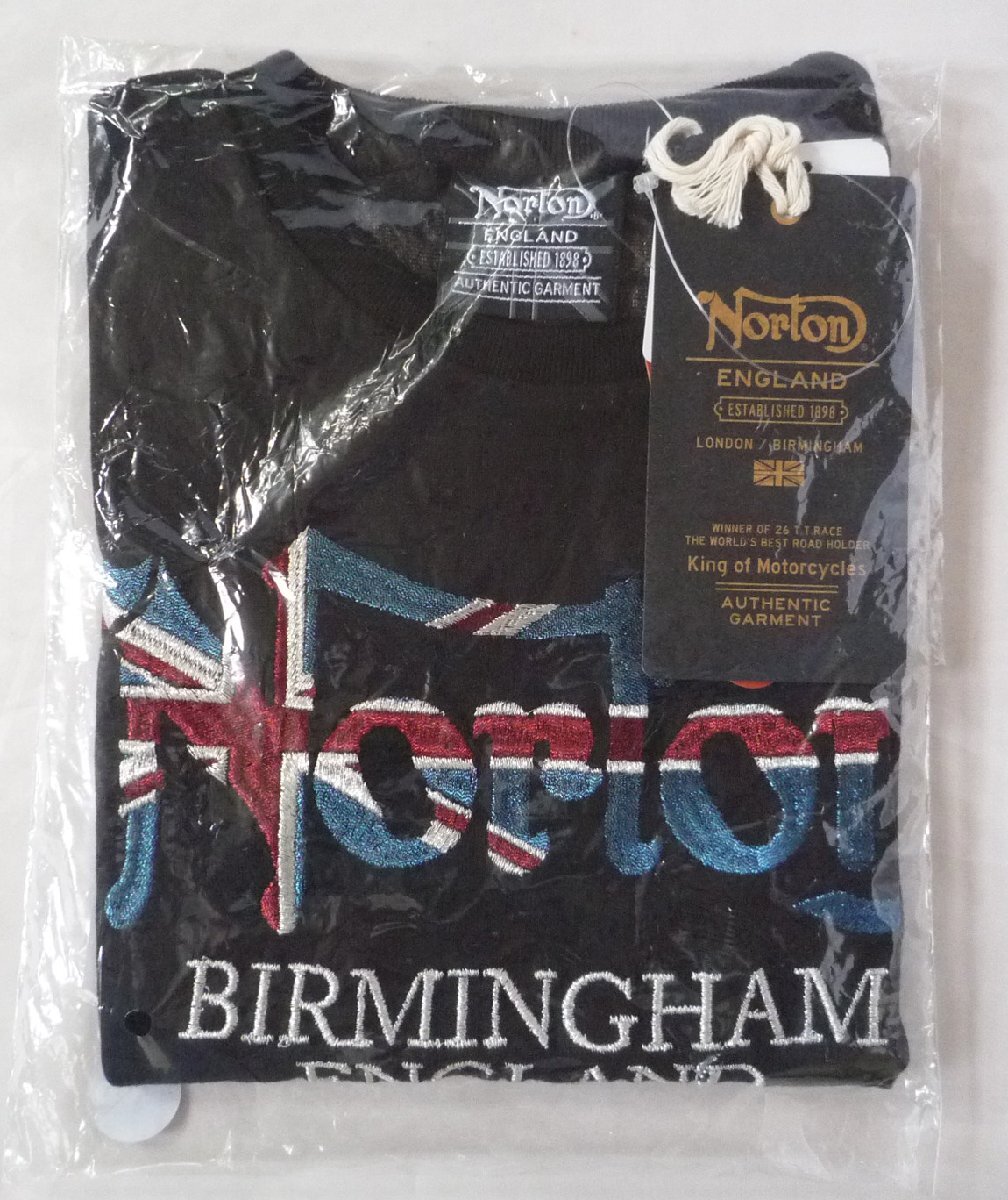 Norton®
ENGLAND
ESTABLISHED 1898
AUTHENTIC GARMENT
Norton®
ENGLAND
ESTABLISHED 1898
LONDON / BIRMINGHAM
WINNER OF 26 T.T RACE
THE WORLD'S BEST ROAD HOLDER
King of Motorcycles
AUTHENTIC
GARMENT
Norton
BIRMINGHAM
ENGLAND